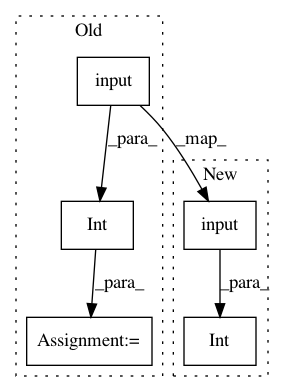 Old
input
_para_
_map_
New
Int
input
_para_
_para_
Assignment:=
Int